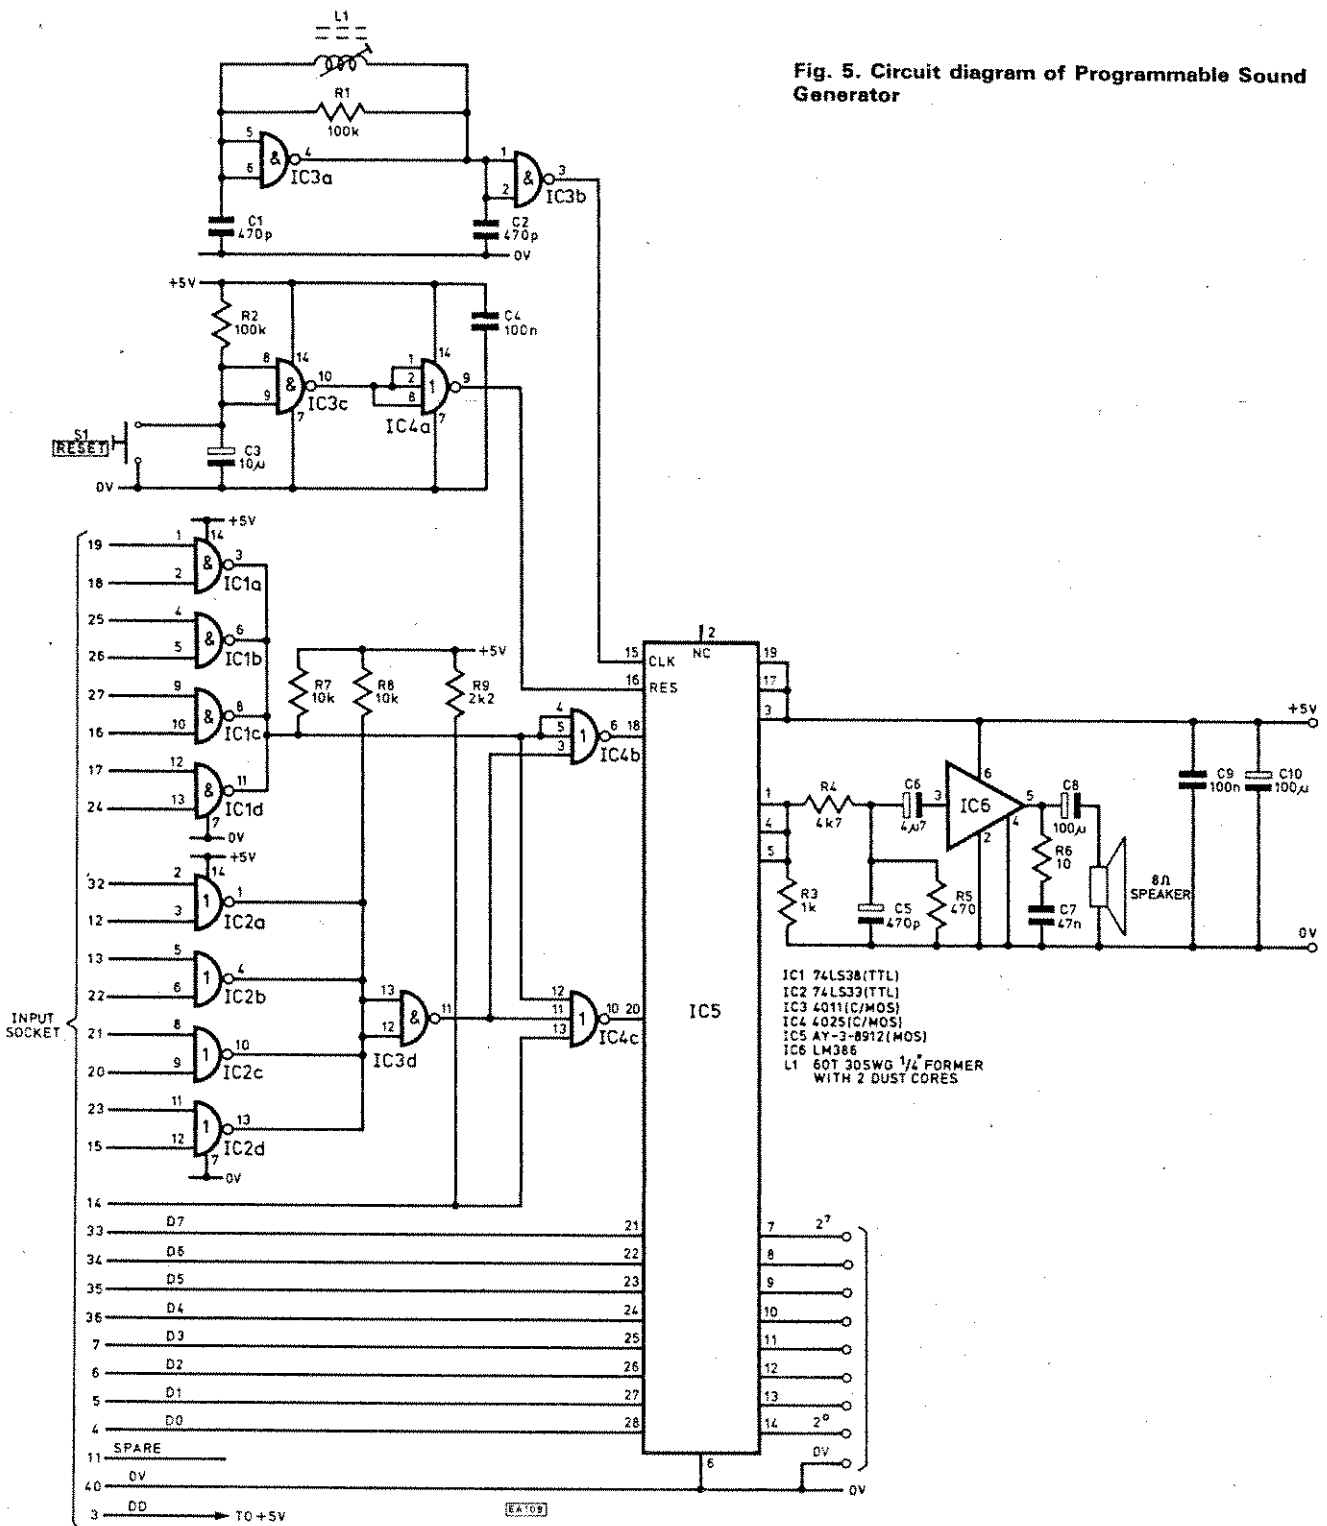 Fig. 5. Circuit diagram of Programmable Sound
Generator
L1
R1
100k
5
6
4
&
IC3a
1
2
3
&
IC3b
C1
470p
C2
470p
0V
+5V
R2
100k
C4
100n
8
9
14
&
10
7
IC3c
1
2
8
14
1
9
7
IC4a
S1
RESET
C3
10μ
0V
+5V
19
1
14
3
18
2
&
IC1a
25
4
6
26
5
&
IC1b
27
9
8
16
10
&
IC1c
17
12
11
24
13
&
IC1d
7
0V
+5V
32
2
14
1
12
3
1
IC2a
13
5
4
22
6
1
IC2b
21
8
10
20
9
1
IC2c
23
11
13
15
12
1
IC2d
7
0V
INPUT
SOCKET
R7
10k
R8
10k
R9
2k2
+5V
13
12
&
11
IC3d
4
5
3
1
6
18
IC4b
12
11
13
1
10
20
IC4c
2
NC
15
CLK
16
RES
IC5
19
17
3
1
4
5
+5V
R4
4k7
C6
4μ7
3
6
IC6
2
4
5
C8
100μ
R6
10
C7
47n
8Ω
SPEAKER
R3
1k
C5
470p
R5
470
C9
100n
C10
100μ
0V
IC1 74LS38(TTL)
IC2 74LS33(TTL)
IC3 4011(C/MOS)
IC4 4025(C/MOS)
IC5 AY-3-8912(MOS)
IC6 LM386
L1 60T 30SWG 1/4" FORMER
WITH 2 DUST CORES
14
33 D7 21
34 D6 22
35 D5 23
36 D4 24
7 D3 25
6 D2 26
5 D1 27
4 D0 28
11 SPARE
40 0V
3 DD TO +5V
7 2⁷
8
9
10
11
12
13
14 2⁰
0V
6
0V
EA109